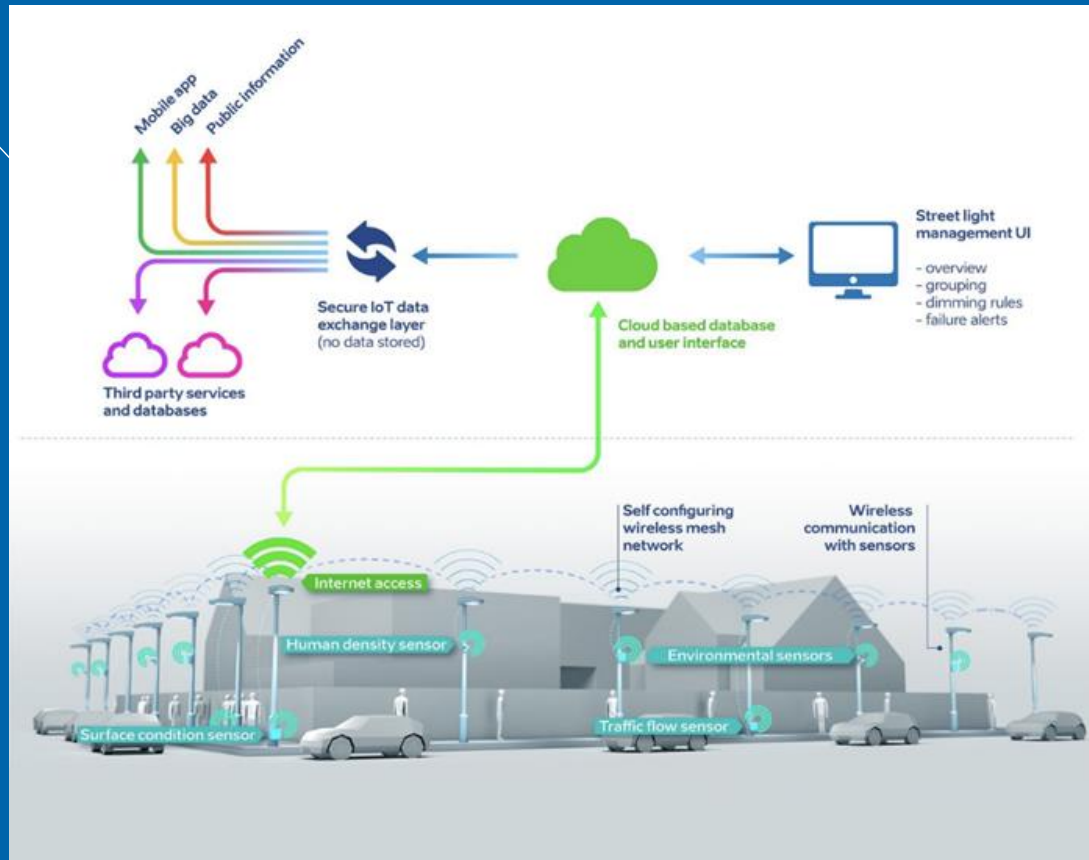 Mobile app
Big data
Public information
Street light
management UI
- overview
- grouping
- dimming rules
- failure alerts
Secure IoT data
exchange layer
(no data stored)
Cloud based database
and user interface
Third party services
and databases
Self configuring
wireless mesh
network
Wireless
communication
with sensors
Internet access
Human density sensor
Environmental sensors
Surface condition sensor
Traffic flow sensor